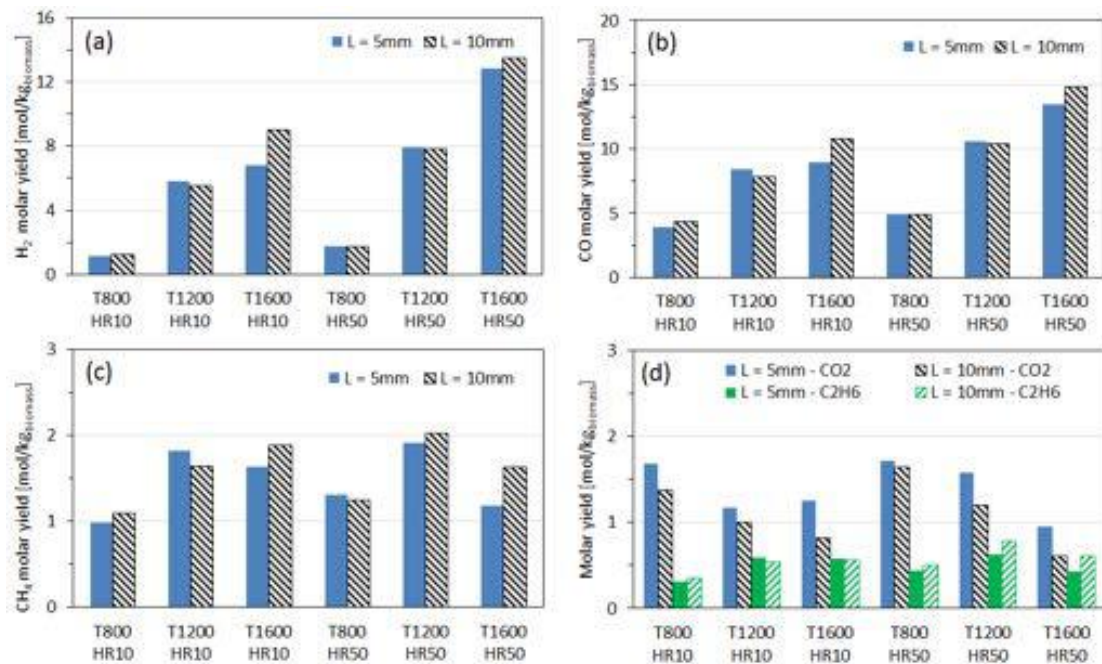 (a)
L = 5mm L = 10mm
H2 molar yield [mol/kgbiomass]
16
12
8
4
0
T800 T1200 T1600 T800 T1200 T1600
HR10 HR10 HR10 HR50 HR50 HR50
(b)
L = 5mm L = 10mm
CO molar yield [mol/kgbiomass]
20
15
10
5
0
T800 T1200 T1600 T800 T1200 T1600
HR10 HR10 HR10 HR50 HR50 HR50
(c)
L = 5mm L = 10mm
CH4 molar yield [mol/kgbiomass]
3
2
1
0
T800 T1200 T1600 T800 T1200 T1600
HR10 HR10 HR10 HR50 HR50 HR50
(d)
L = 5mm - CO2 L = 10mm - CO2
L = 5mm - C2H6 L = 10mm - C2H6
Molar yield [mol/kgbiomass]
3
2
1
0
T800 T1200 T1600 T800 T1200 T1600
HR10 HR10 HR10 HR50 HR50 HR50